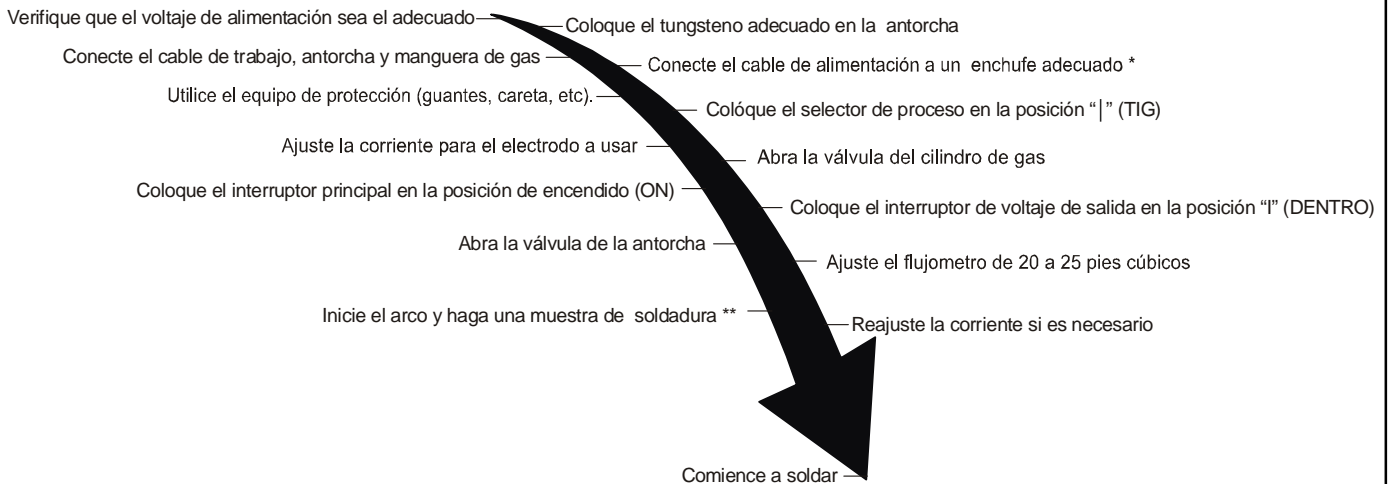 Verifique que el voltaje de alimentación sea el adecuado
Coloque el tungsteno adecuado en la antorcha
Conecte el cable de trabajo, antorcha y manguera de gas
Conecte el cable de alimentación a un enchufe adecuado *
Utilice el equipo de protección (guantes, careta, etc).
Colóque el selector de proceso en la posición “|” (TIG)
Ajuste la corriente para el electrodo a usar
Abra la válvula del cilindro de gas
Coloque el interruptor principal en la posición de encendido (ON)
Coloque el interruptor de voltaje de salida en la posición “I” (DENTRO)
Abra la válvula de la antorcha
Ajuste el flujometro de 20 a 25 pies cúbicos
Inicie el arco y haga una muestra de soldadura **
Reajuste la corriente si es necesario
Comience a soldar